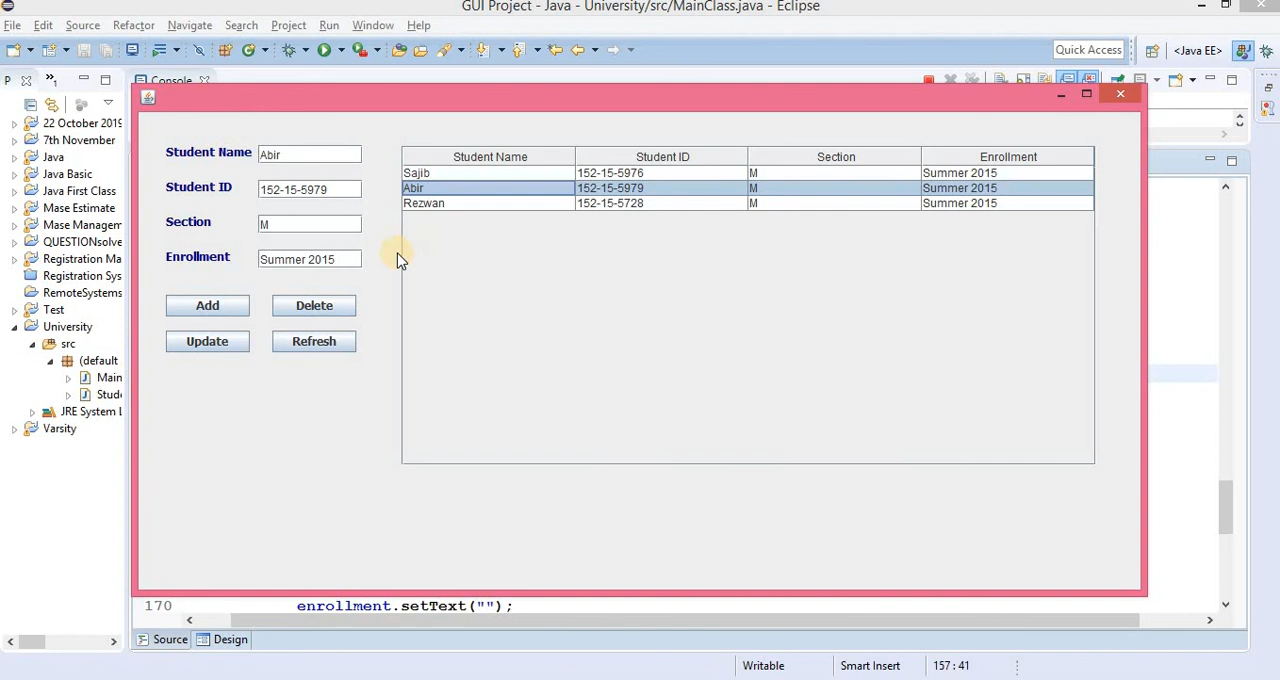 GUI Project - Java - University/src/MainClass.java - Eclipse
File Edit Source Refactor Navigate Search Project Run Window Help
Quick Access
<Java EE>
P
1
Console
22 October 2019
7th November
Java
Java Basic
Java First Class
Mase Estimate
Mase Managem
QUESTIONsolve
Registration Ma
Registration Sys
RemoteSystems
Test
University
src
(default
Main
Stude
JRE System L
Varsity
Student Name Abir
Student ID 152-15-5979
Section M
Enrollment Summer 2015
Add Delete
Update Refresh
Student Name Student ID Section Enrollment
Sajib 152-15-5976 M Summer 2015
Abir 152-15-5979 M Summer 2015
Rezwan 152-15-5728 M Summer 2015
170 enrollment.setText("");
Source Design
Writable Smart Insert 157 : 41